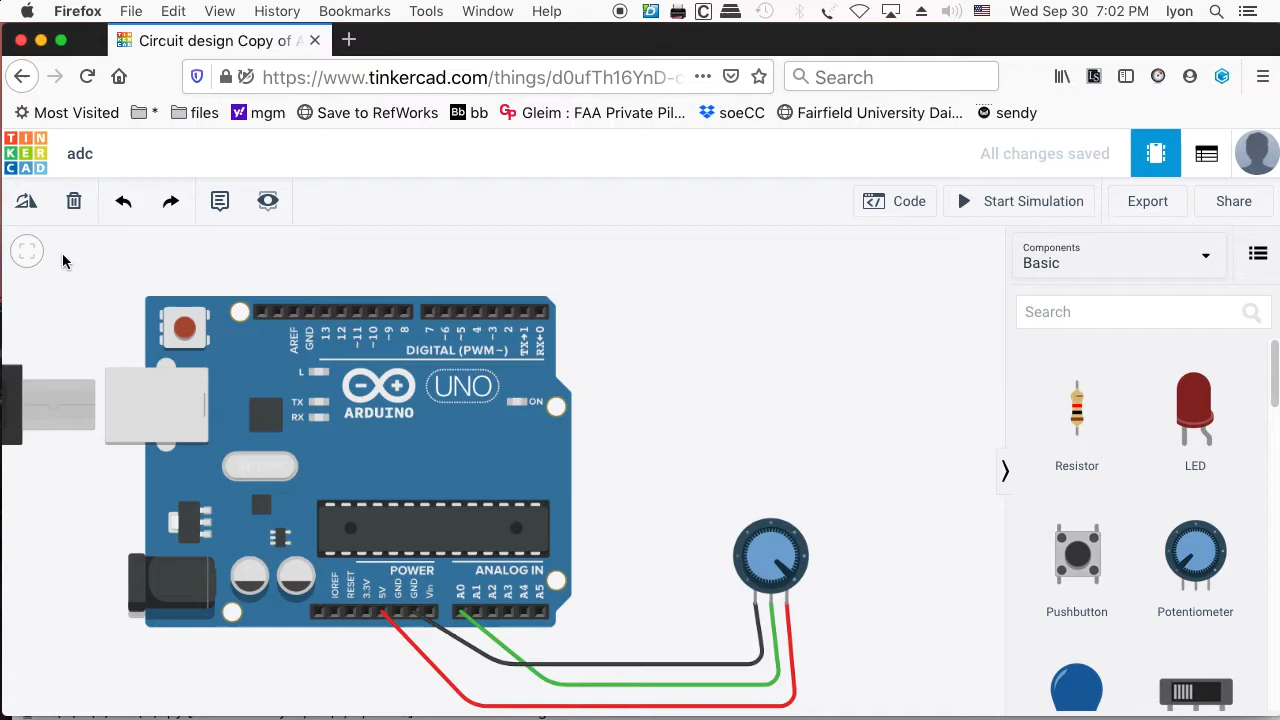 Firefox File Edit View History Bookmarks Tools Window Help Wed Sep 30 7:02 PM lyon
Circuit design Copy of A
https://www.tinkercad.com/things/d0ufTh16YnD-c Search
Most Visited * files mgm Save to RefWorks Bb bb Gp Gleim : FAA Private Pil... soeCC Fairfield University Dai... sendy
TIN
KER
CAD
adc
All changes saved
Code Start Simulation Export Share
Components
Basic
Search
AREF GND 13 12 ~11 ~10 ~9 8 7 ~6 ~5 4 ~3 2 TX→1 RX←0
DIGITAL (PWM~)
L
TX
RX
ARDUINO
UNO
ON
Resistor LED
POWER ANALOG IN
IOREF RESET 3.3V 5V GND GND Vin A0 A1 A2 A3 A4 A5
Pushbutton Potentiometer